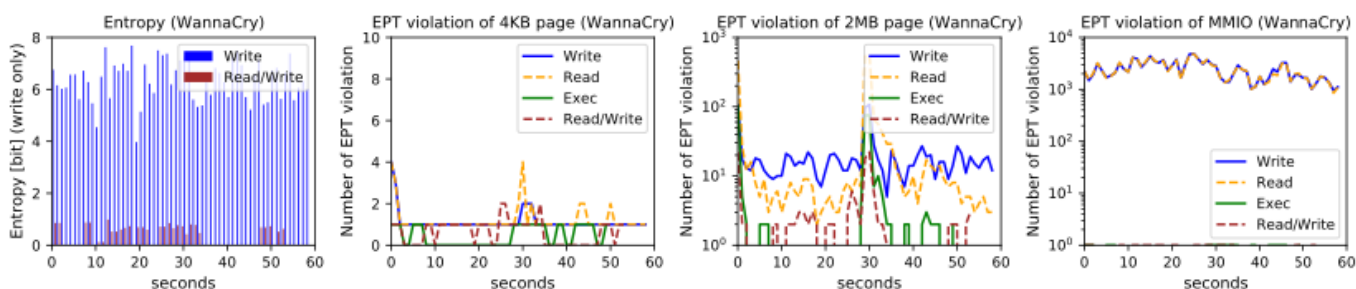 Entropy (WannaCry)
Entropy [bit] (write only)
8
6
4
2
0
0 10 20 30 40 50 60
seconds
Write
Read/Write
EPT violation of 4KB page (WannaCry)
Number of EPT violation
10
8
6
4
2
0
0 10 20 30 40 50 60
seconds
Write
Read
Exec
Read/Write
EPT violation of 2MB page (WannaCry)
Number of EPT violation
10³
10²
10¹
10⁰
0 10 20 30 40 50 60
seconds
Write
Read
Exec
Read/Write
EPT violation of MMIO (WannaCry)
Number of EPT violation
10⁴
10³
10²
10¹
10⁰
0 10 20 30 40 50 60
seconds
Write
Read
Exec
Read/Write